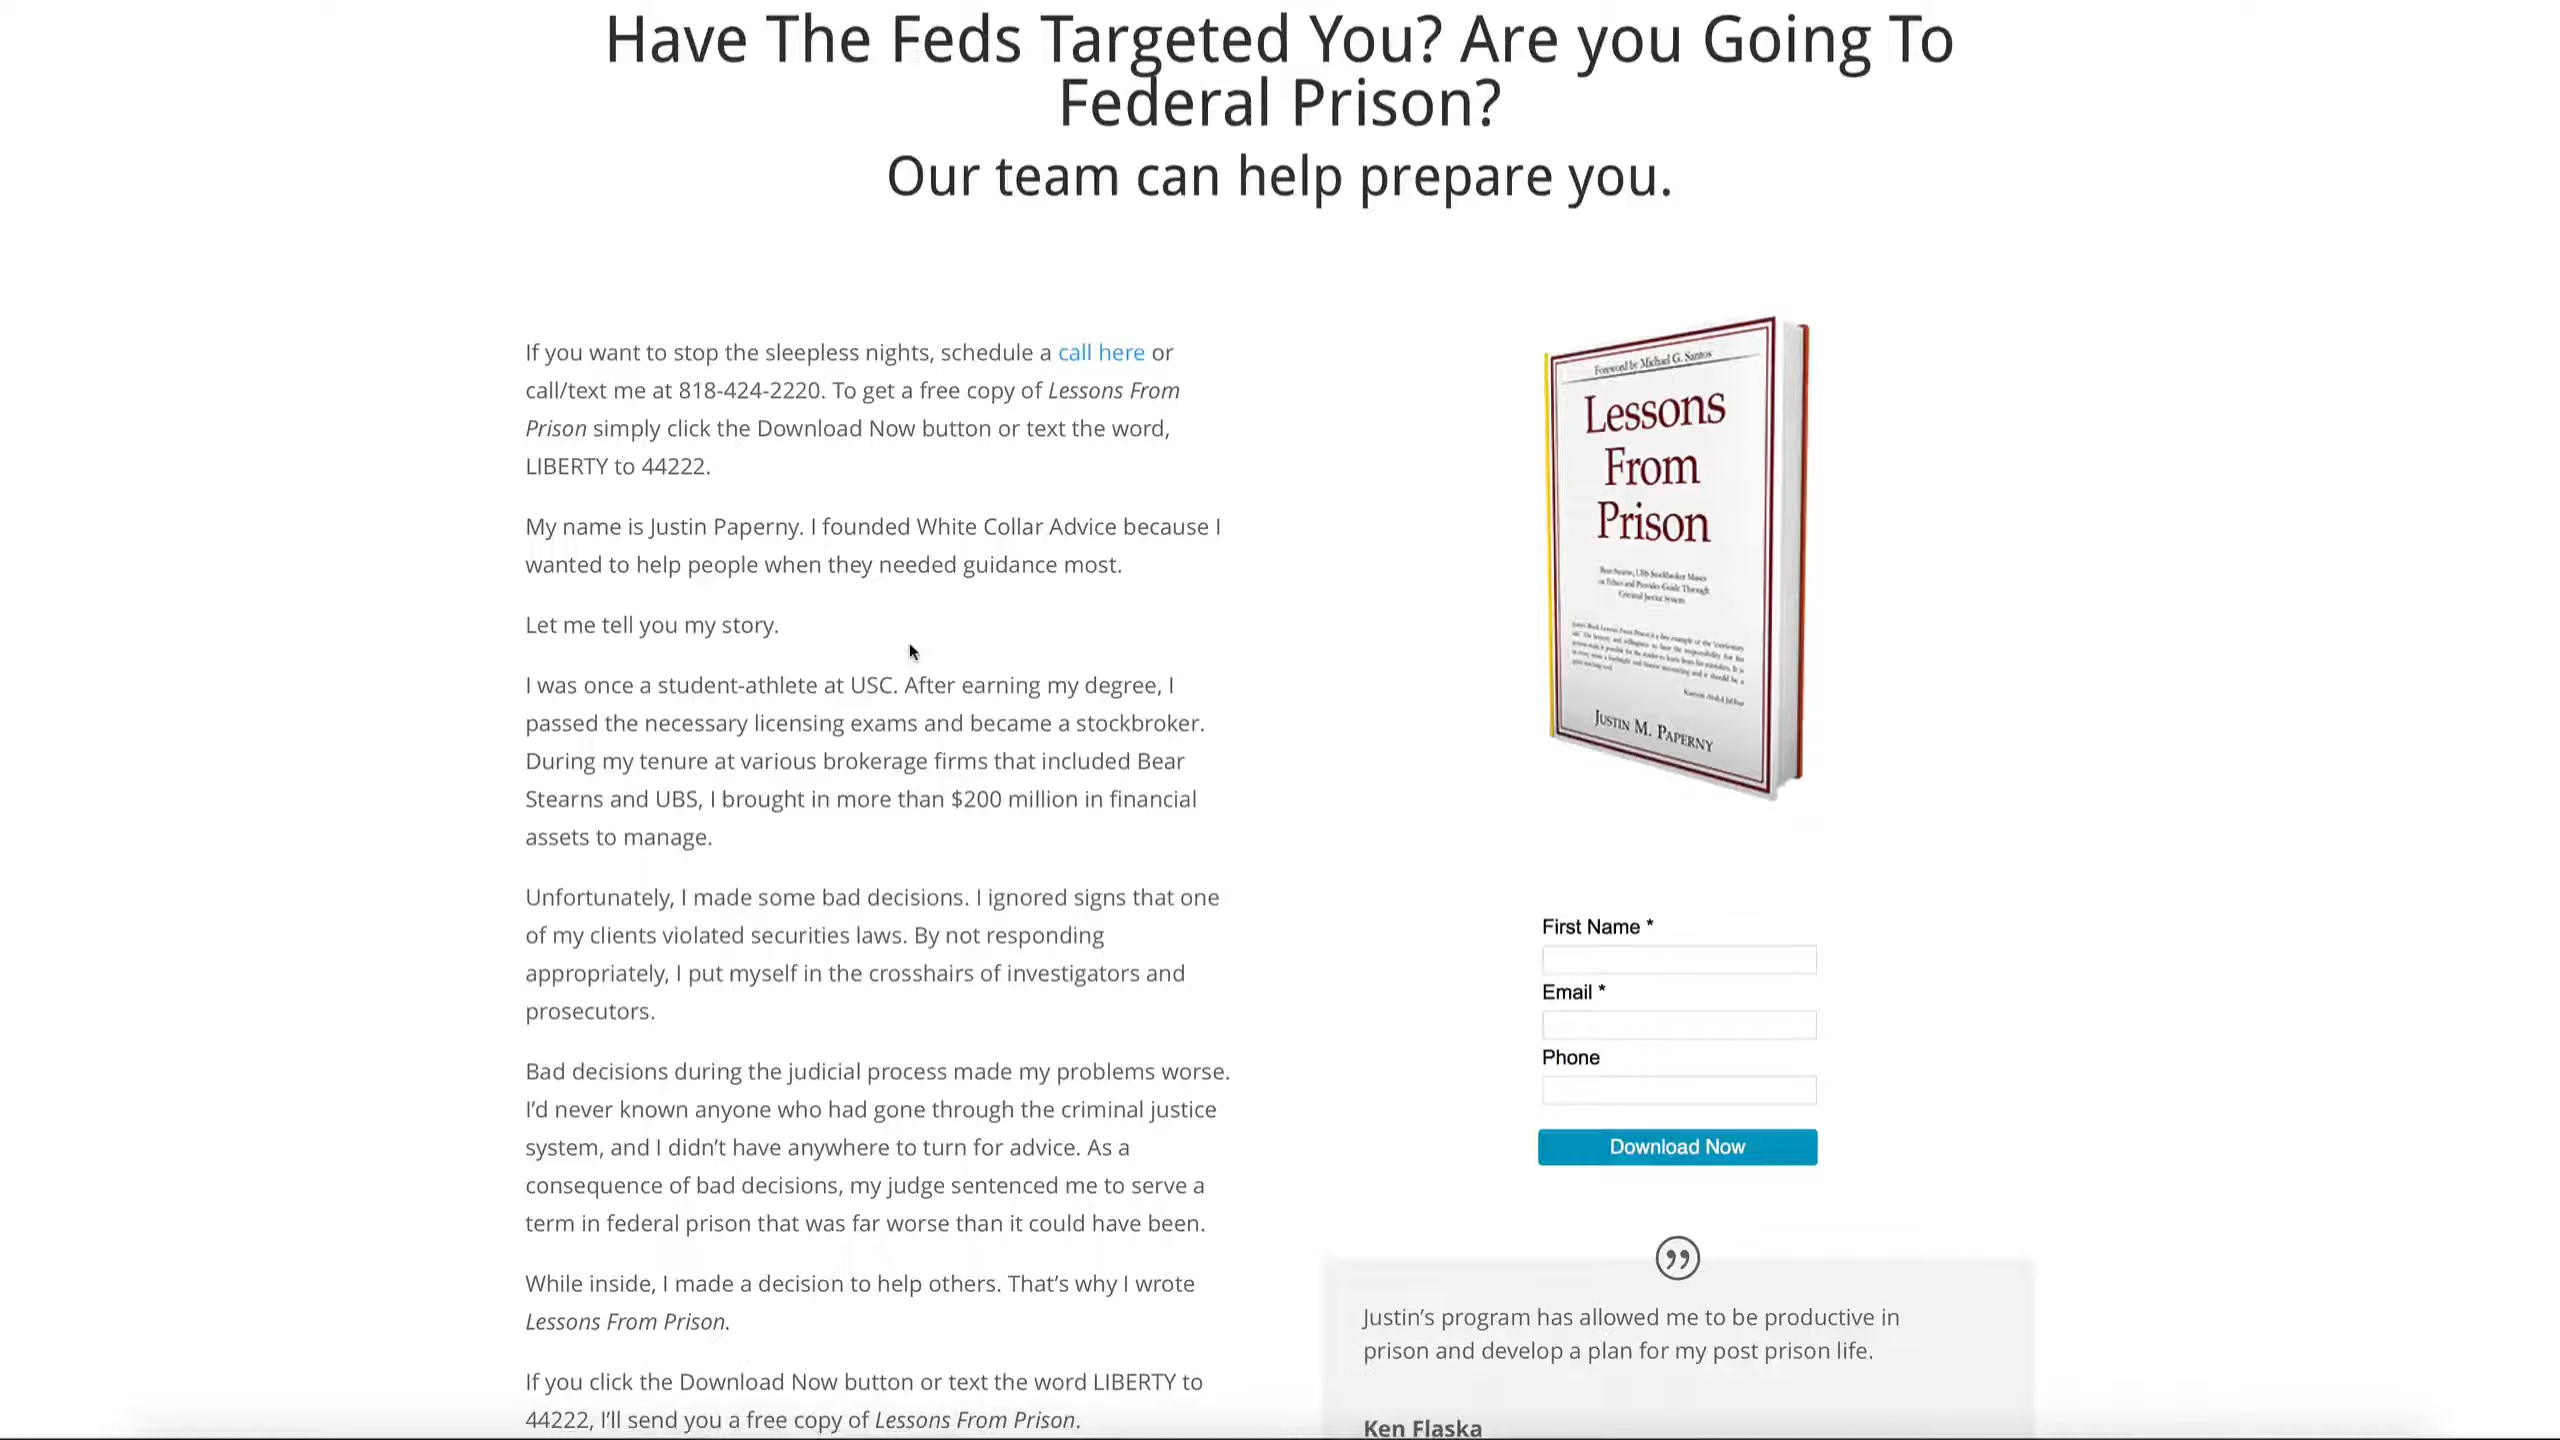 Have The Feds Targeted You? Are you Going To
Federal Prison?
Our team can help prepare you.
If you want to stop the sleepless nights, schedule a call here or
call/text me at 818-424-2220. To get a free copy of Lessons From
Prison simply click the Download Now button or text the word,
LIBERTY to 44222.
My name is Justin Paperny. I founded White Collar Advice because I
wanted to help people when they needed guidance most.
Let me tell you my story.
I was once a student-athlete at USC. After earning my degree, I
passed the necessary licensing exams and became a stockbroker.
During my tenure at various brokerage firms that included Bear
Stearns and UBS, I brought in more than $200 million in financial
assets to manage.
Unfortunately, I made some bad decisions. I ignored signs that one
of my clients violated securities laws. By not responding
appropriately, I put myself in the crosshairs of investigators and
prosecutors.
Bad decisions during the judicial process made my problems worse.
I’d never known anyone who had gone through the criminal justice
system, and I didn’t have anywhere to turn for advice. As a
consequence of bad decisions, my judge sentenced me to serve a
term in federal prison that was far worse than it could have been.
While inside, I made a decision to help others. That’s why I wrote
Lessons From Prison.
If you click the Download Now button or text the word LIBERTY to
44222, I’ll send you a free copy of Lessons From Prison.
Foreword by Michael G. Santos
Lessons
From
Prison
Bear Stearns, UBS Stockbroker Muses
on Ethics and Provides Guide Through
Criminal Justice System
JUSTIN M. PAPERNY
First Name *
Email *
Phone
Download Now
Justin’s program has allowed me to be productive in
prison and develop a plan for my post prison life.
Ken Flaska